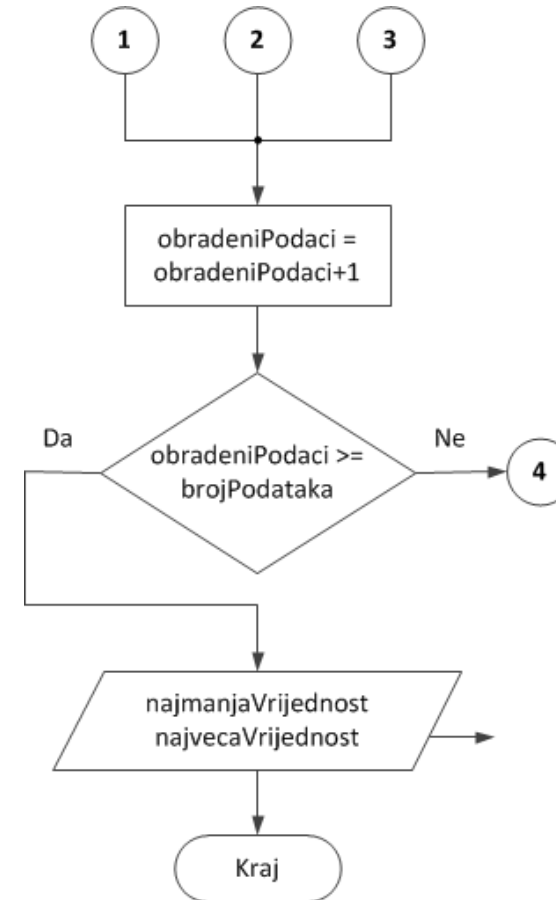 1
2
3
obradeniPodaci =
obradeniPodaci+1
Da
Ne
obradeniPodaci >=
brojPodataka
4
najmanjaVrijednost
najvecaVrijednost
Kraj